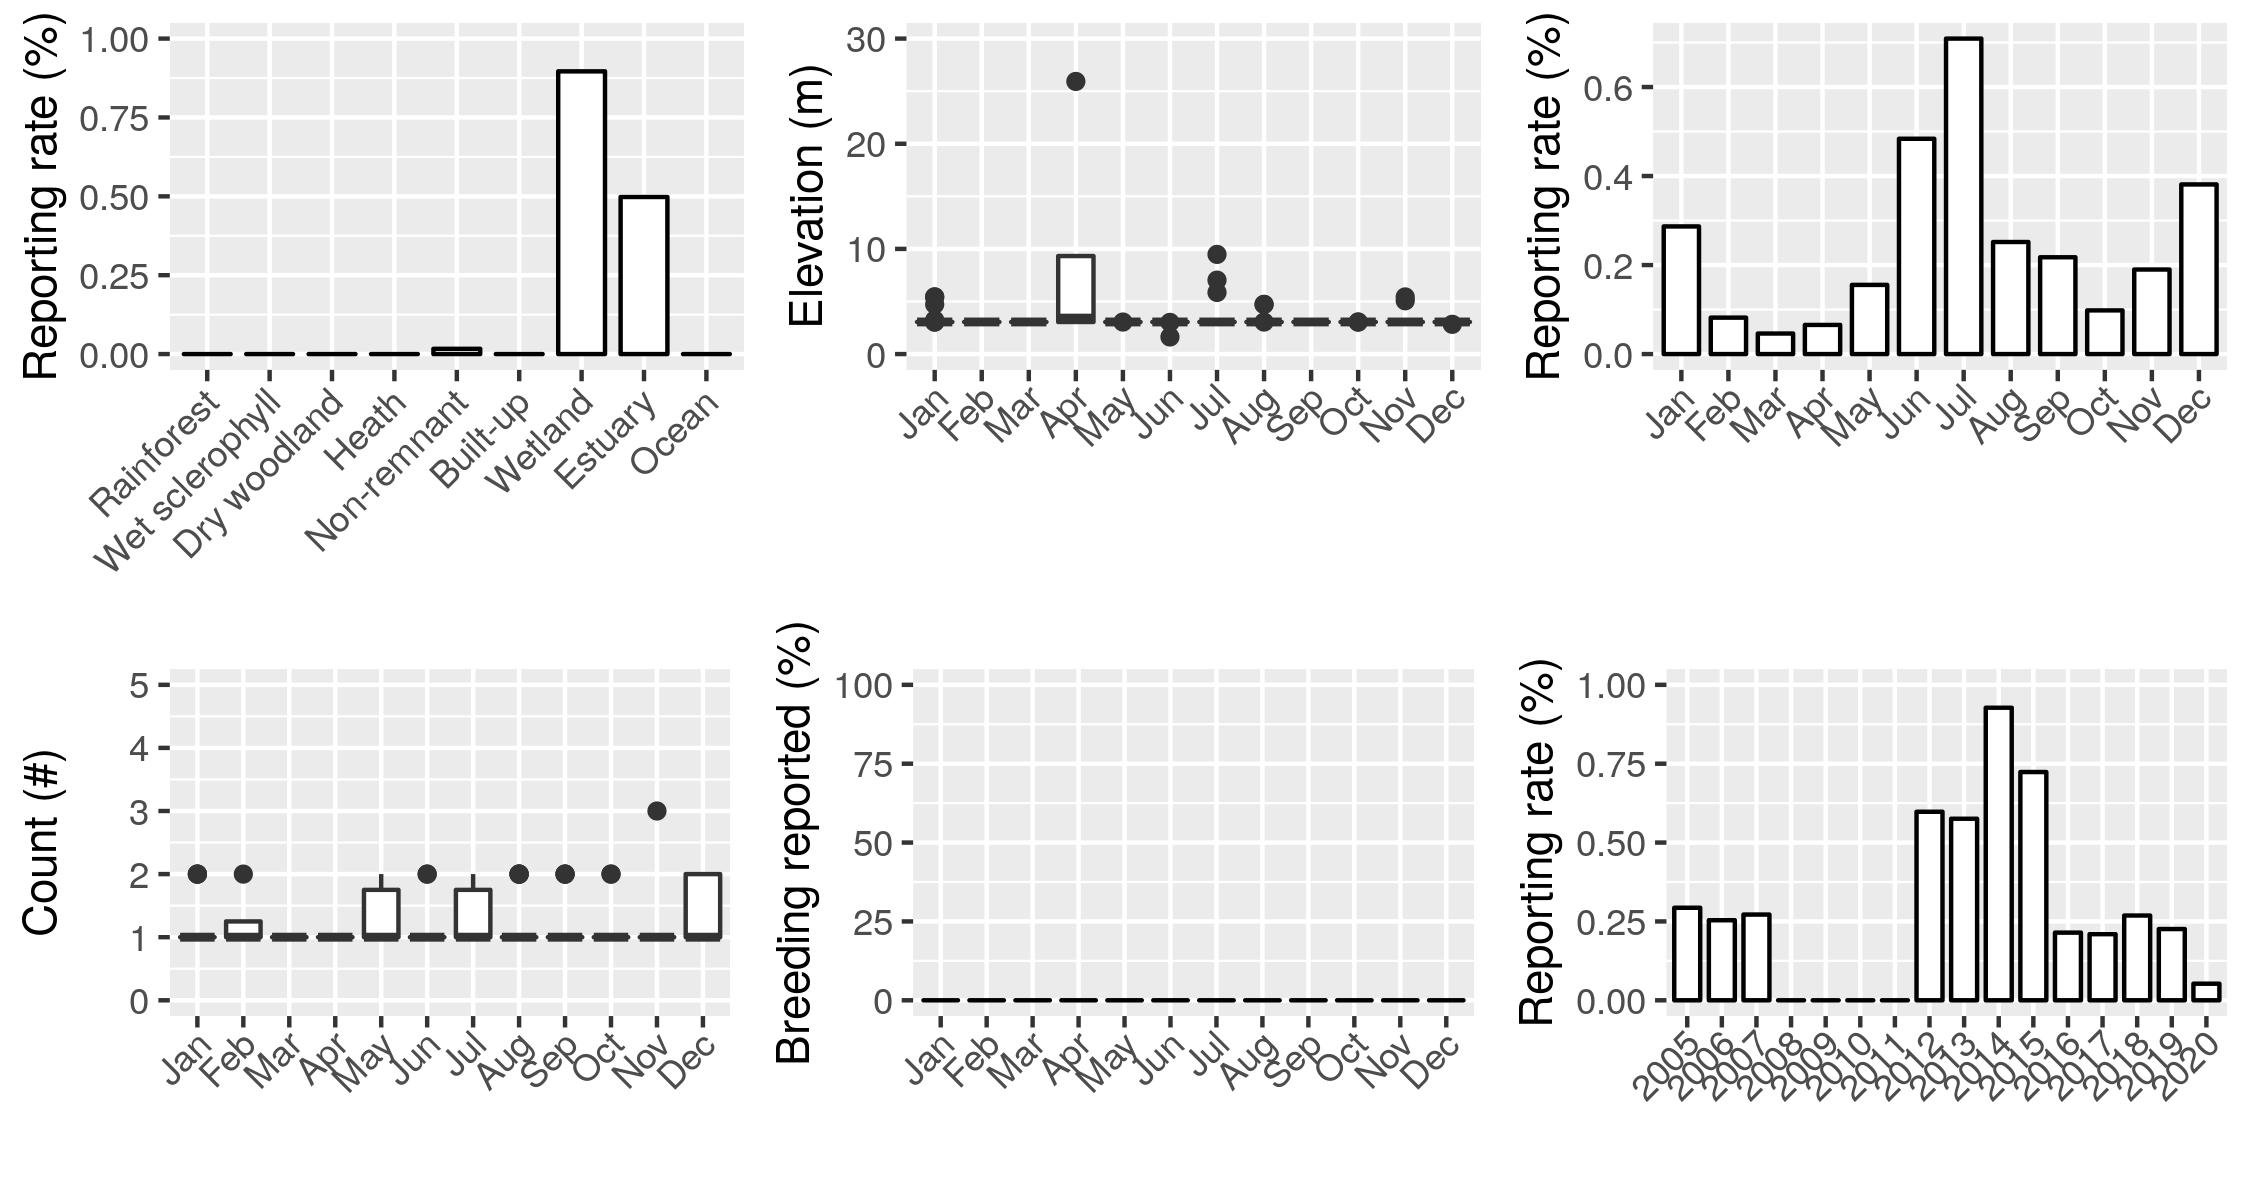 Reporting rate (%)
1.00
0.75
0.50
0.25
0.00
Rainforest
Wet sclerophyll
Dry woodland
Heath
Non-remnant
Built-up
Wetland
Estuary
Ocean
Elevation (m)
30
20
10
0
Jan
Feb
Mar
Apr
May
Jun
Jul
Aug
Sep
Oct
Nov
Dec
Reporting rate (%)
0.6
0.4
0.2
0.0
Jan
Feb
Mar
Apr
May
Jun
Jul
Aug
Sep
Oct
Nov
Dec
Count (#)
5
4
3
2
1
0
Jan
Feb
Mar
Apr
May
Jun
Jul
Aug
Sep
Oct
Nov
Dec
Breeding reported (%)
100
75
50
25
0
Jan
Feb
Mar
Apr
May
Jun
Jul
Aug
Sep
Oct
Nov
Dec
Reporting rate (%)
1.00
0.75
0.50
0.25
0.00
2005
2006
2007
2008
2009
2010
2011
2012
2013
2014
2015
2016
2017
2018
2019
2020